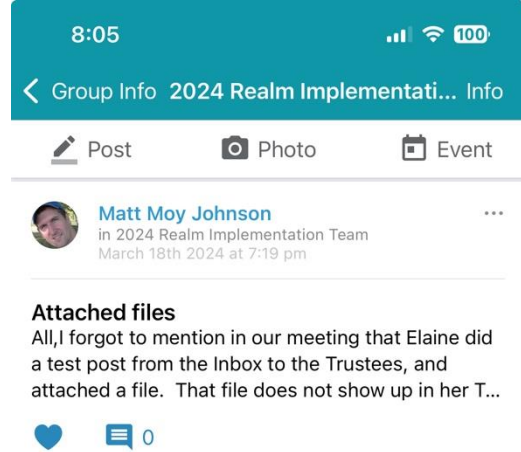 8:05
100
Group Info 2024 Realm Implementati... Info
Post Photo Event
Matt Moy Johnson
in 2024 Realm Implementation Team
March 18th 2024 at 7:19 pm
Attached files
All,I forgot to mention in our meeting that Elaine did
a test post from the Inbox to the Trustees, and
attached a file.  That file does not show up in her T...
0